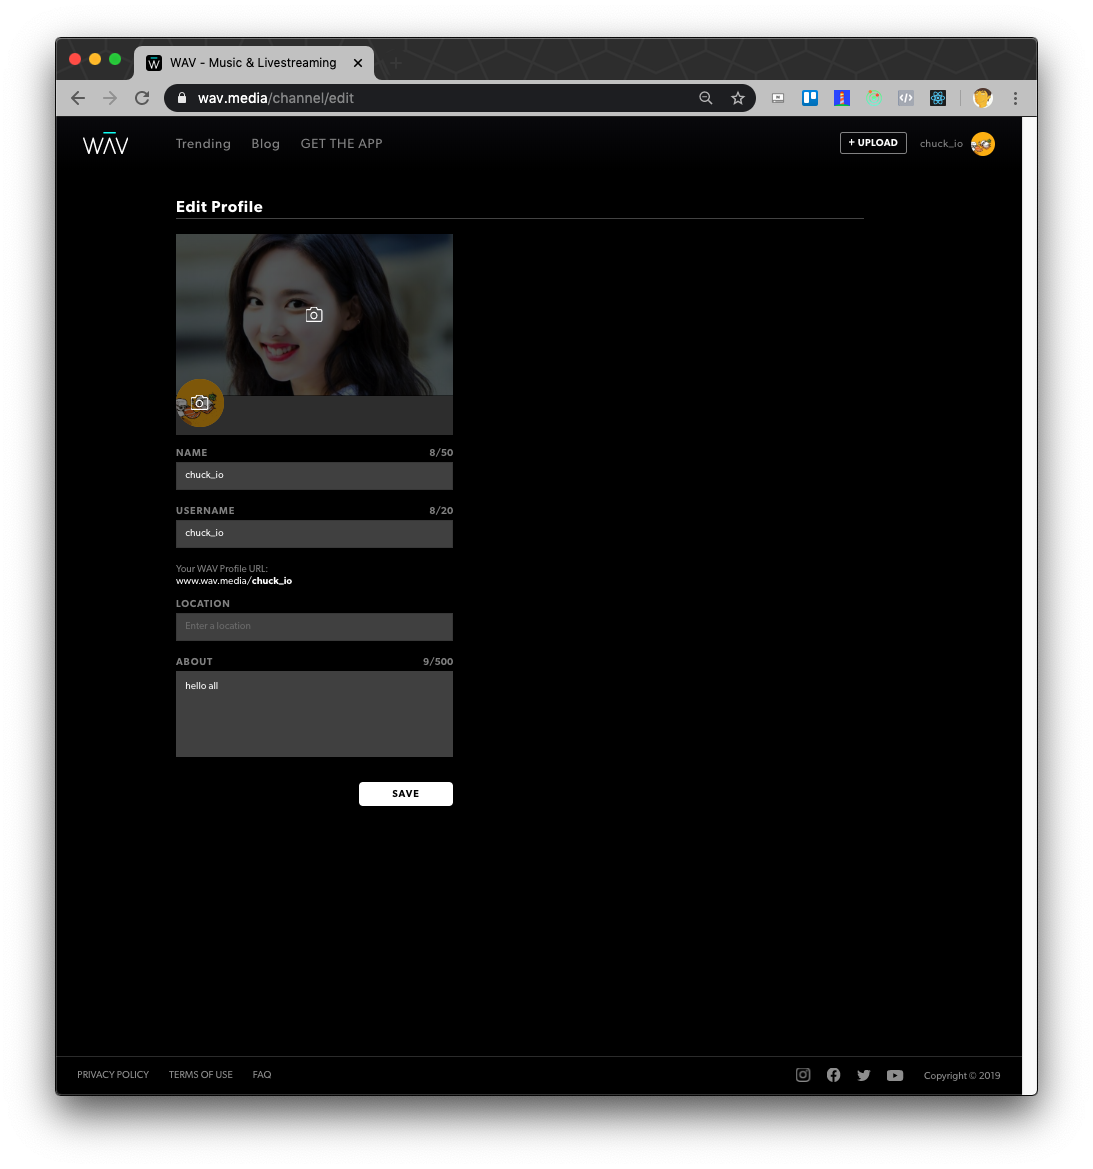 WAV - Music & Livestreaming
wav.media/channel/edit
WAV
Trending Blog GET THE APP
+ UPLOAD chuck_io
Edit Profile
NAME 8/50
chuck_io
USERNAME 8/20
chuck_io
Your WAV Profile URL:
www.wav.media/chuck_io
LOCATION
Enter a location
ABOUT 9/500
hello all
SAVE
PRIVACY POLICY TERMS OF USE FAQ
Copyright © 2019